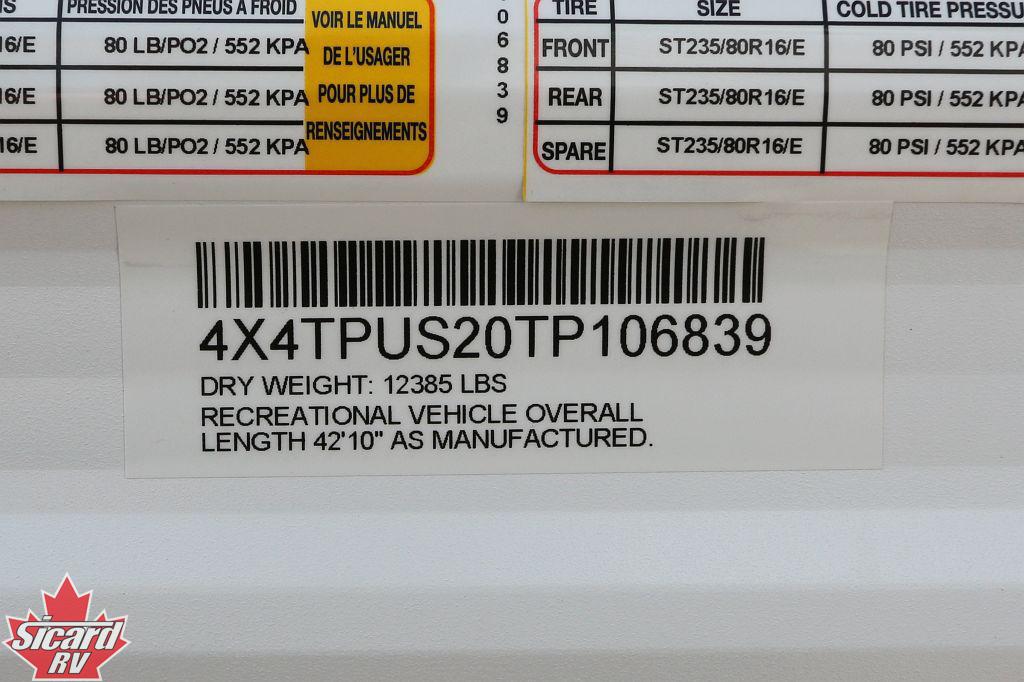 PRESSION DES PNEUS À FROID
16/E 80 LB/PO2 / 552 KPA
16/E 80 LB/PO2 / 552 KPA
16/E 80 LB/PO2 / 552 KPA
VOIR LE MANUEL
DE L'USAGER
POUR PLUS DE
RENSEIGNEMENTS
0
6
8
3
9
TIRE SIZE COLD TIRE PRESSU
FRONT ST235/80R16/E 80 PSI / 552 KPA
REAR ST235/80R16/E 80 PSI / 552 KPA
SPARE ST235/80R16/E 80 PSI / 552 KPA
4X4TPUS20TP106839
DRY WEIGHT: 12385 LBS
RECREATIONAL VEHICLE OVERALL
LENGTH 42'10" AS MANUFACTURED.
Sicard
RV